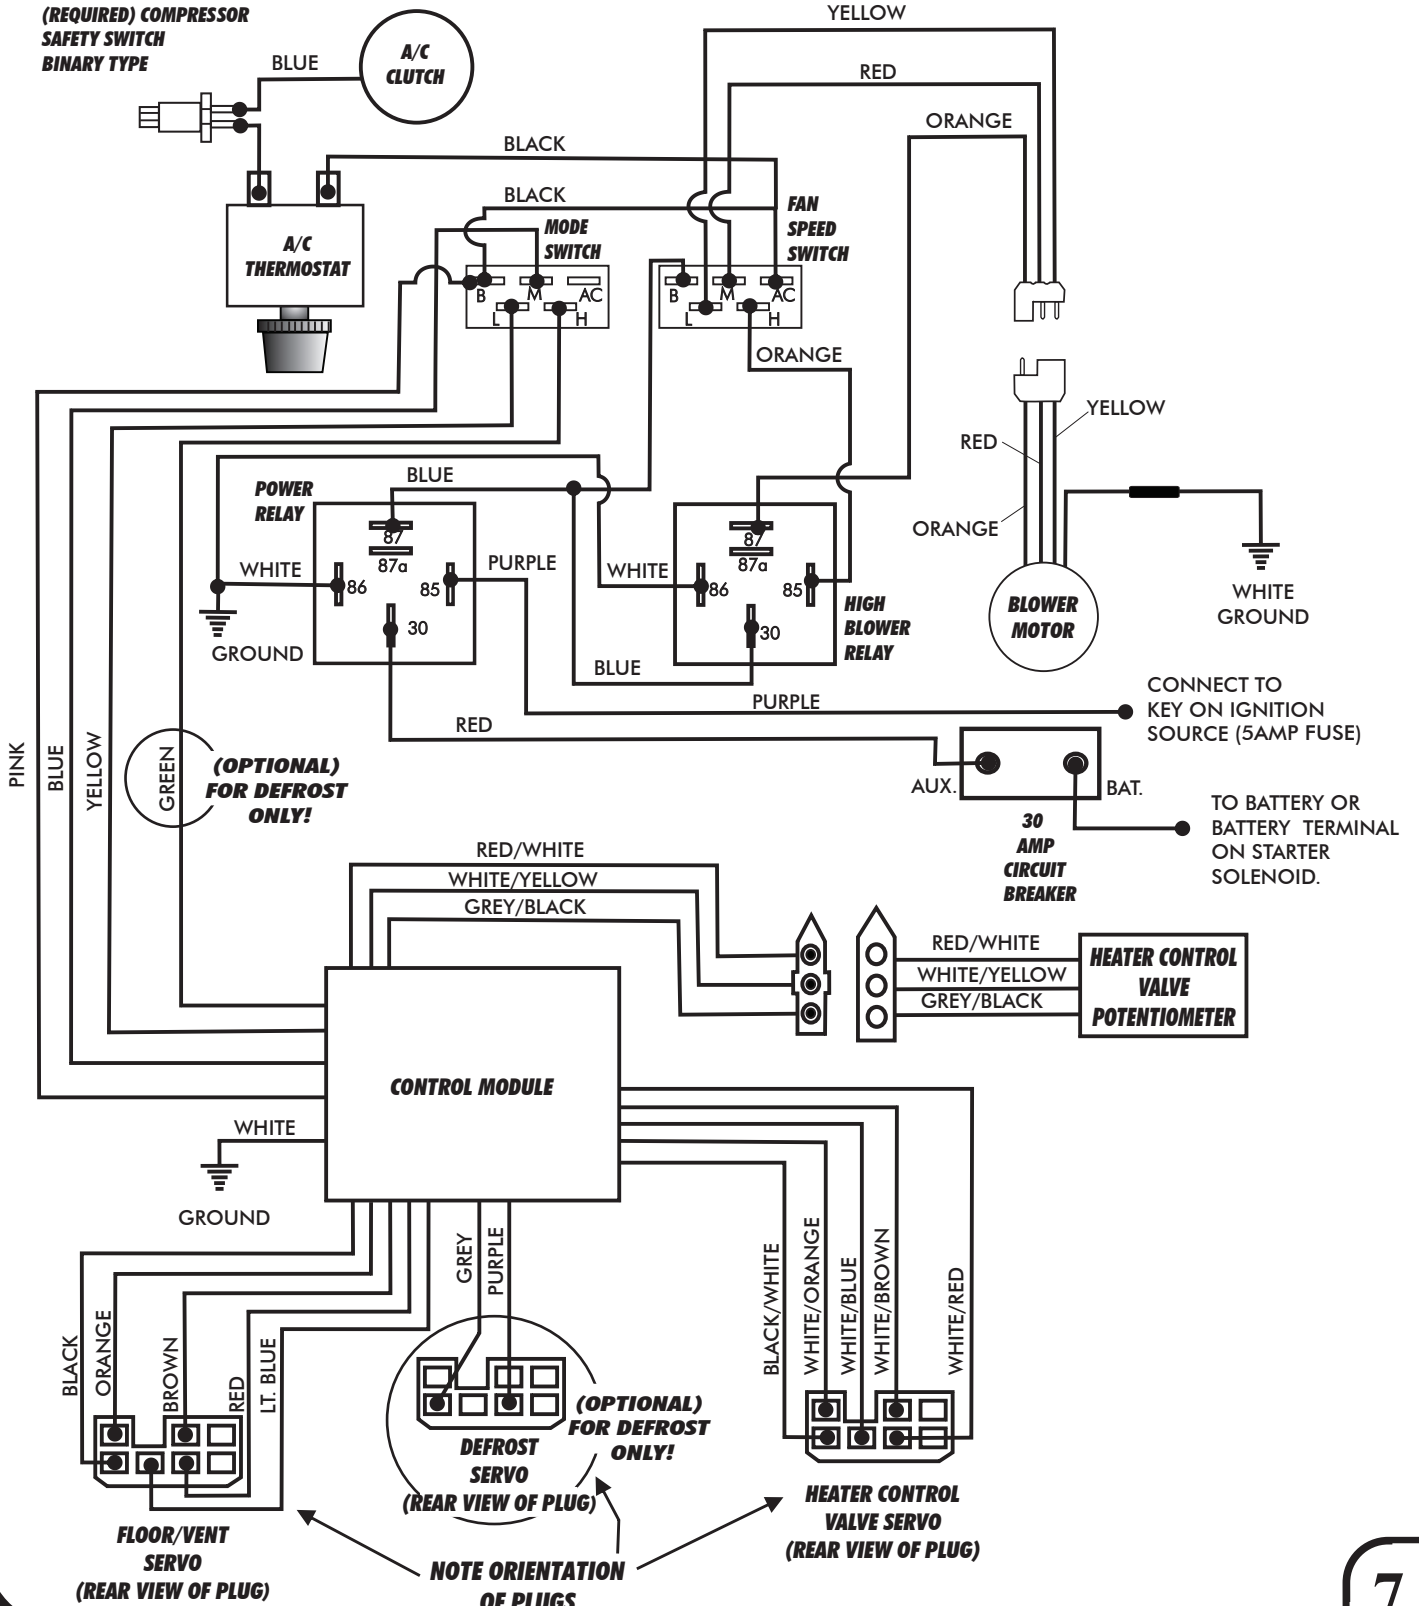 (REQUIRED) COMPRESSOR
SAFETY SWITCH
BINARY TYPE
BLUE
A/C
CLUTCH
YELLOW
RED
ORANGE
BLACK
BLACK
MODE
SWITCH
FAN
SPEED
SWITCH
A/C
THERMOSTAT
B
M
AC
L
H
B
M
AC
L
H
ORANGE
YELLOW
RED
ORANGE
POWER
RELAY
BLUE
87
87a
86
85
30
WHITE
PURPLE
GROUND
WHITE
87
87a
86
85
30
HIGH
BLOWER
RELAY
BLUE
BLOWER
MOTOR
WHITE
GROUND
PURPLE
CONNECT TO
KEY ON IGNITION
SOURCE (5AMP FUSE)
RED
AUX.
BAT.
30
AMP
CIRCUIT
BREAKER
TO BATTERY OR
BATTERY TERMINAL
ON STARTER
SOLENOID.
PINK
BLUE
YELLOW
GREEN
(OPTIONAL)
FOR DEFROST
ONLY!
RED/WHITE
WHITE/YELLOW
GREY/BLACK
RED/WHITE
WHITE/YELLOW
GREY/BLACK
HEATER CONTROL
VALVE
POTENTIOMETER
CONTROL MODULE
WHITE
GROUND
BLACK
ORANGE
BROWN
RED
LT. BLUE
GREY
PURPLE
BLACK/WHITE
WHITE/ORANGE
WHITE/BLUE
WHITE/BROWN
WHITE/RED
(OPTIONAL)
FOR DEFROST
ONLY!
DEFROST
SERVO
(REAR VIEW OF PLUG)
HEATER CONTROL
VALVE SERVO
(REAR VIEW OF PLUG)
FLOOR/VENT
SERVO
(REAR VIEW OF PLUG)
NOTE ORIENTATION
OF PLUGS
7